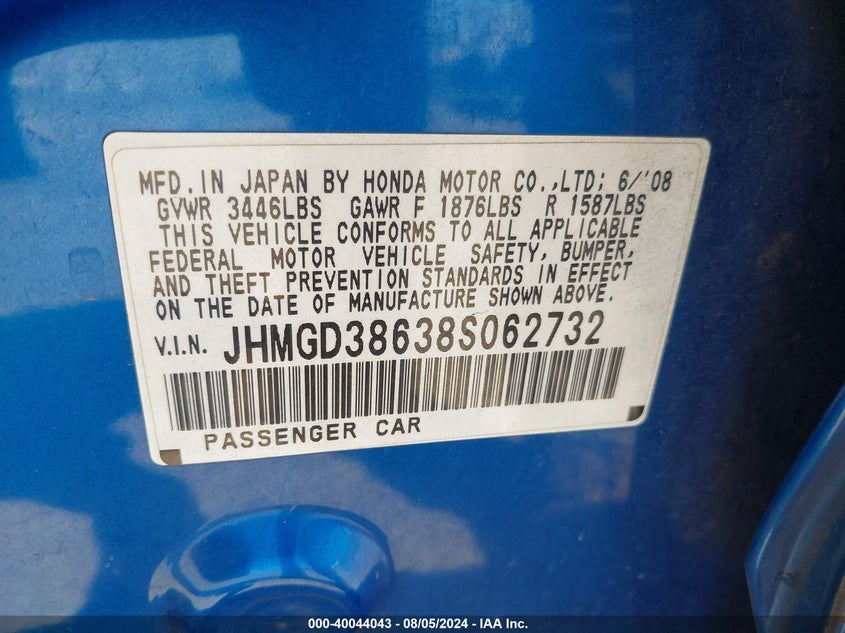 MFD. IN JAPAN BY HONDA MOTOR CO.,LTD; 6/'08
GVWR 3446LBS GAWR F 1876LBS R 1587LBS
THIS VEHICLE CONFORMS TO ALL APPLICABLE
FEDERAL MOTOR VEHICLE SAFETY, BUMPER,
AND THEFT PREVENTION STANDARDS IN EFFECT
ON THE DATE OF MANUFACTURE SHOWN ABOVE.
V.I.N. JHMGD38638S062732
PASSENGER CAR
000-40044043 - 08/05/2024 - IAA Inc.